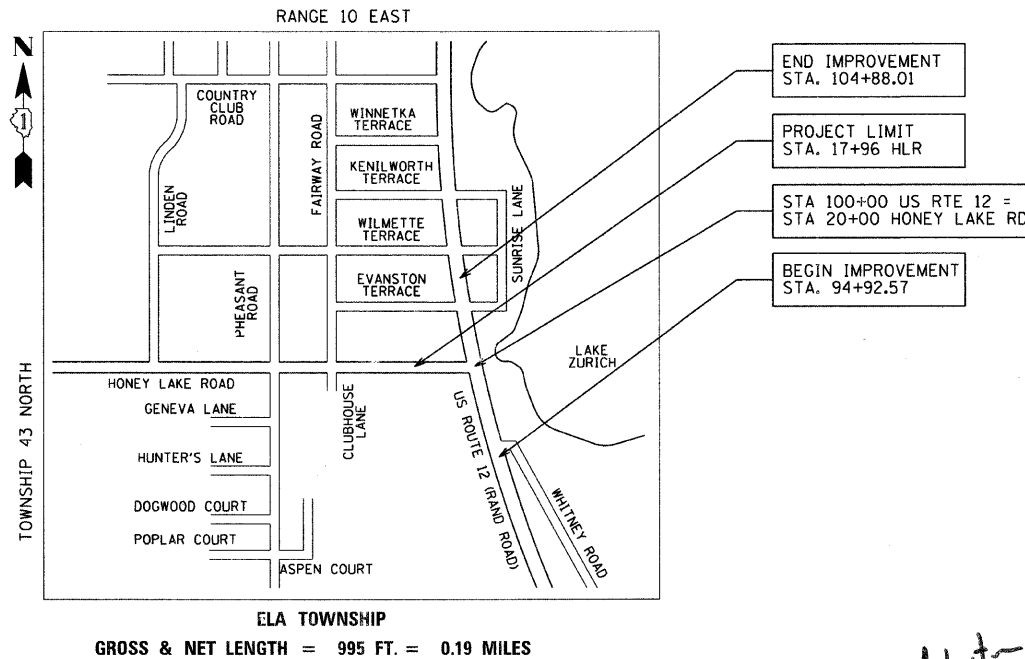 RANGE 10 EAST
N
1
COUNTRY
CLUB
ROAD
LINDEN
ROAD
FAIRWAY ROAD
WINNETKA
TERRACE
KENILWORTH
TERRACE
WILMETTE
TERRACE
EVANSTON
TERRACE
SUNRISE LANE
PHEASANT
ROAD
LAKE
ZURICH
HONEY LAKE ROAD
GENEVA LANE
HUNTER'S LANE
DOGWOOD COURT
POPLAR COURT
ASPEN COURT
CLUBHOUSE
LANE
US ROUTE 12 (RAND ROAD)
WHITNEY ROAD
TOWNSHIP 43 NORTH
END IMPROVEMENT
STA. 104+88.01
PROJECT LIMIT
STA. 17+96 HLR
STA 100+00 US RTE 12 =
STA 20+00 HONEY LAKE RD
BEGIN IMPROVEMENT
STA. 94+92.57
ELA TOWNSHIP
GROSS & NET LENGTH = 995 FT. = 0.19 MILES